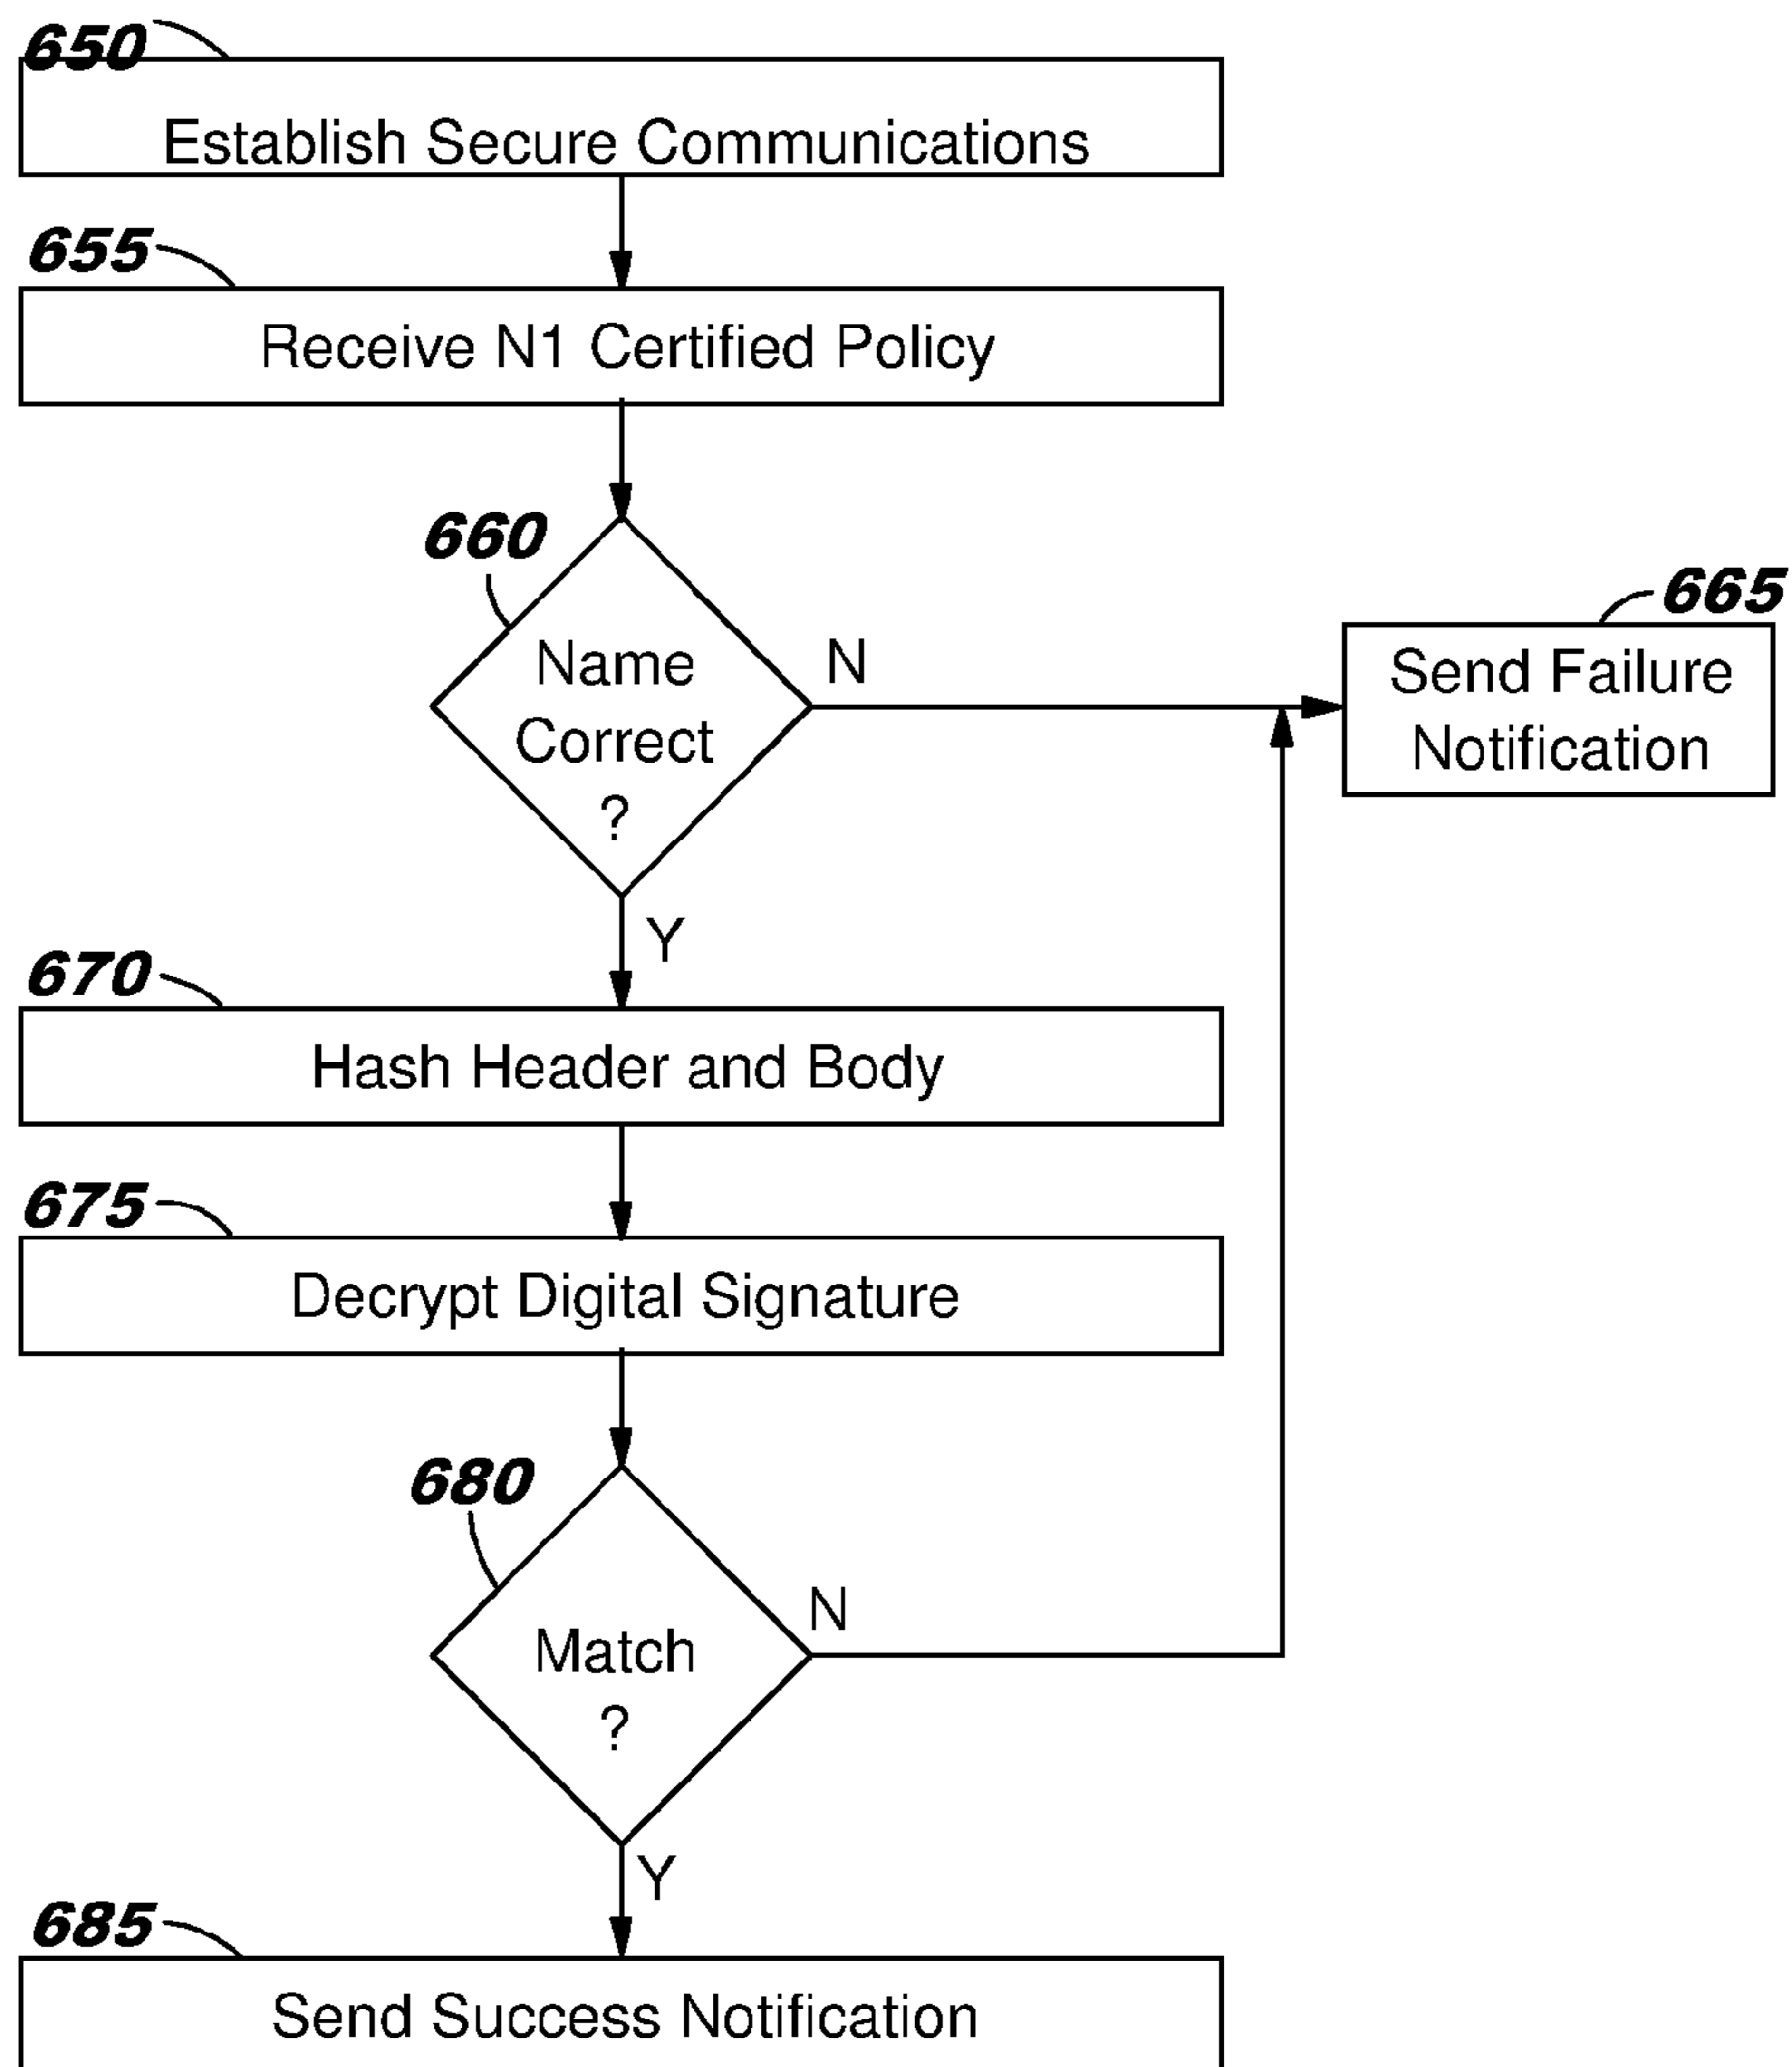 650
Establish Secure Communications
655
Receive N1 Certified Policy
660
Name
Correct
?
N
665
Send Failure
Notification
Y
670
Hash Header and Body
675
Decrypt Digital Signature
680
Match
?
N
Y
685
Send Success Notification